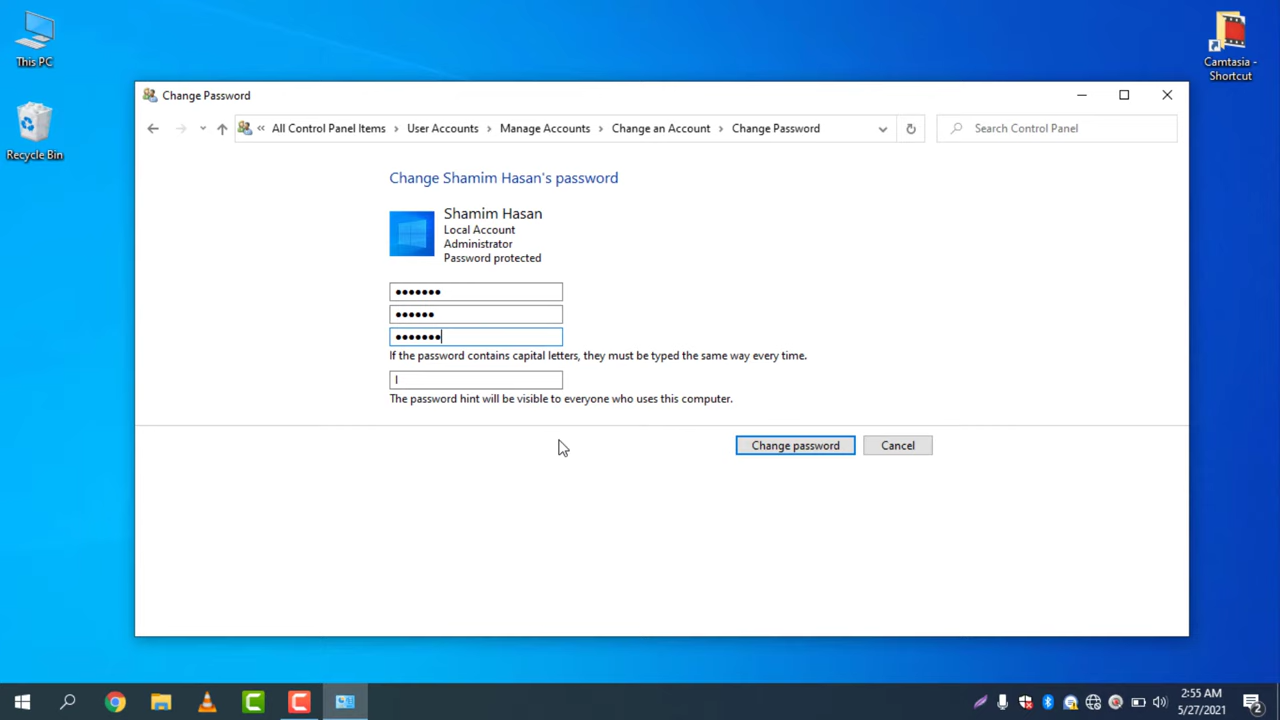 This PC
Recycle Bin
Camtasia -
Shortcut
Change Password
« All Control Panel Items › User Accounts › Manage Accounts › Change an Account › Change Password
Search Control Panel
Change Shamim Hasan's password
Shamim Hasan
Local Account
Administrator
Password protected
•••••••
••••••
•••••••
If the password contains capital letters, they must be typed the same way every time.
I
The password hint will be visible to everyone who uses this computer.
Change password
Cancel
2:55 AM
5/27/2021
2